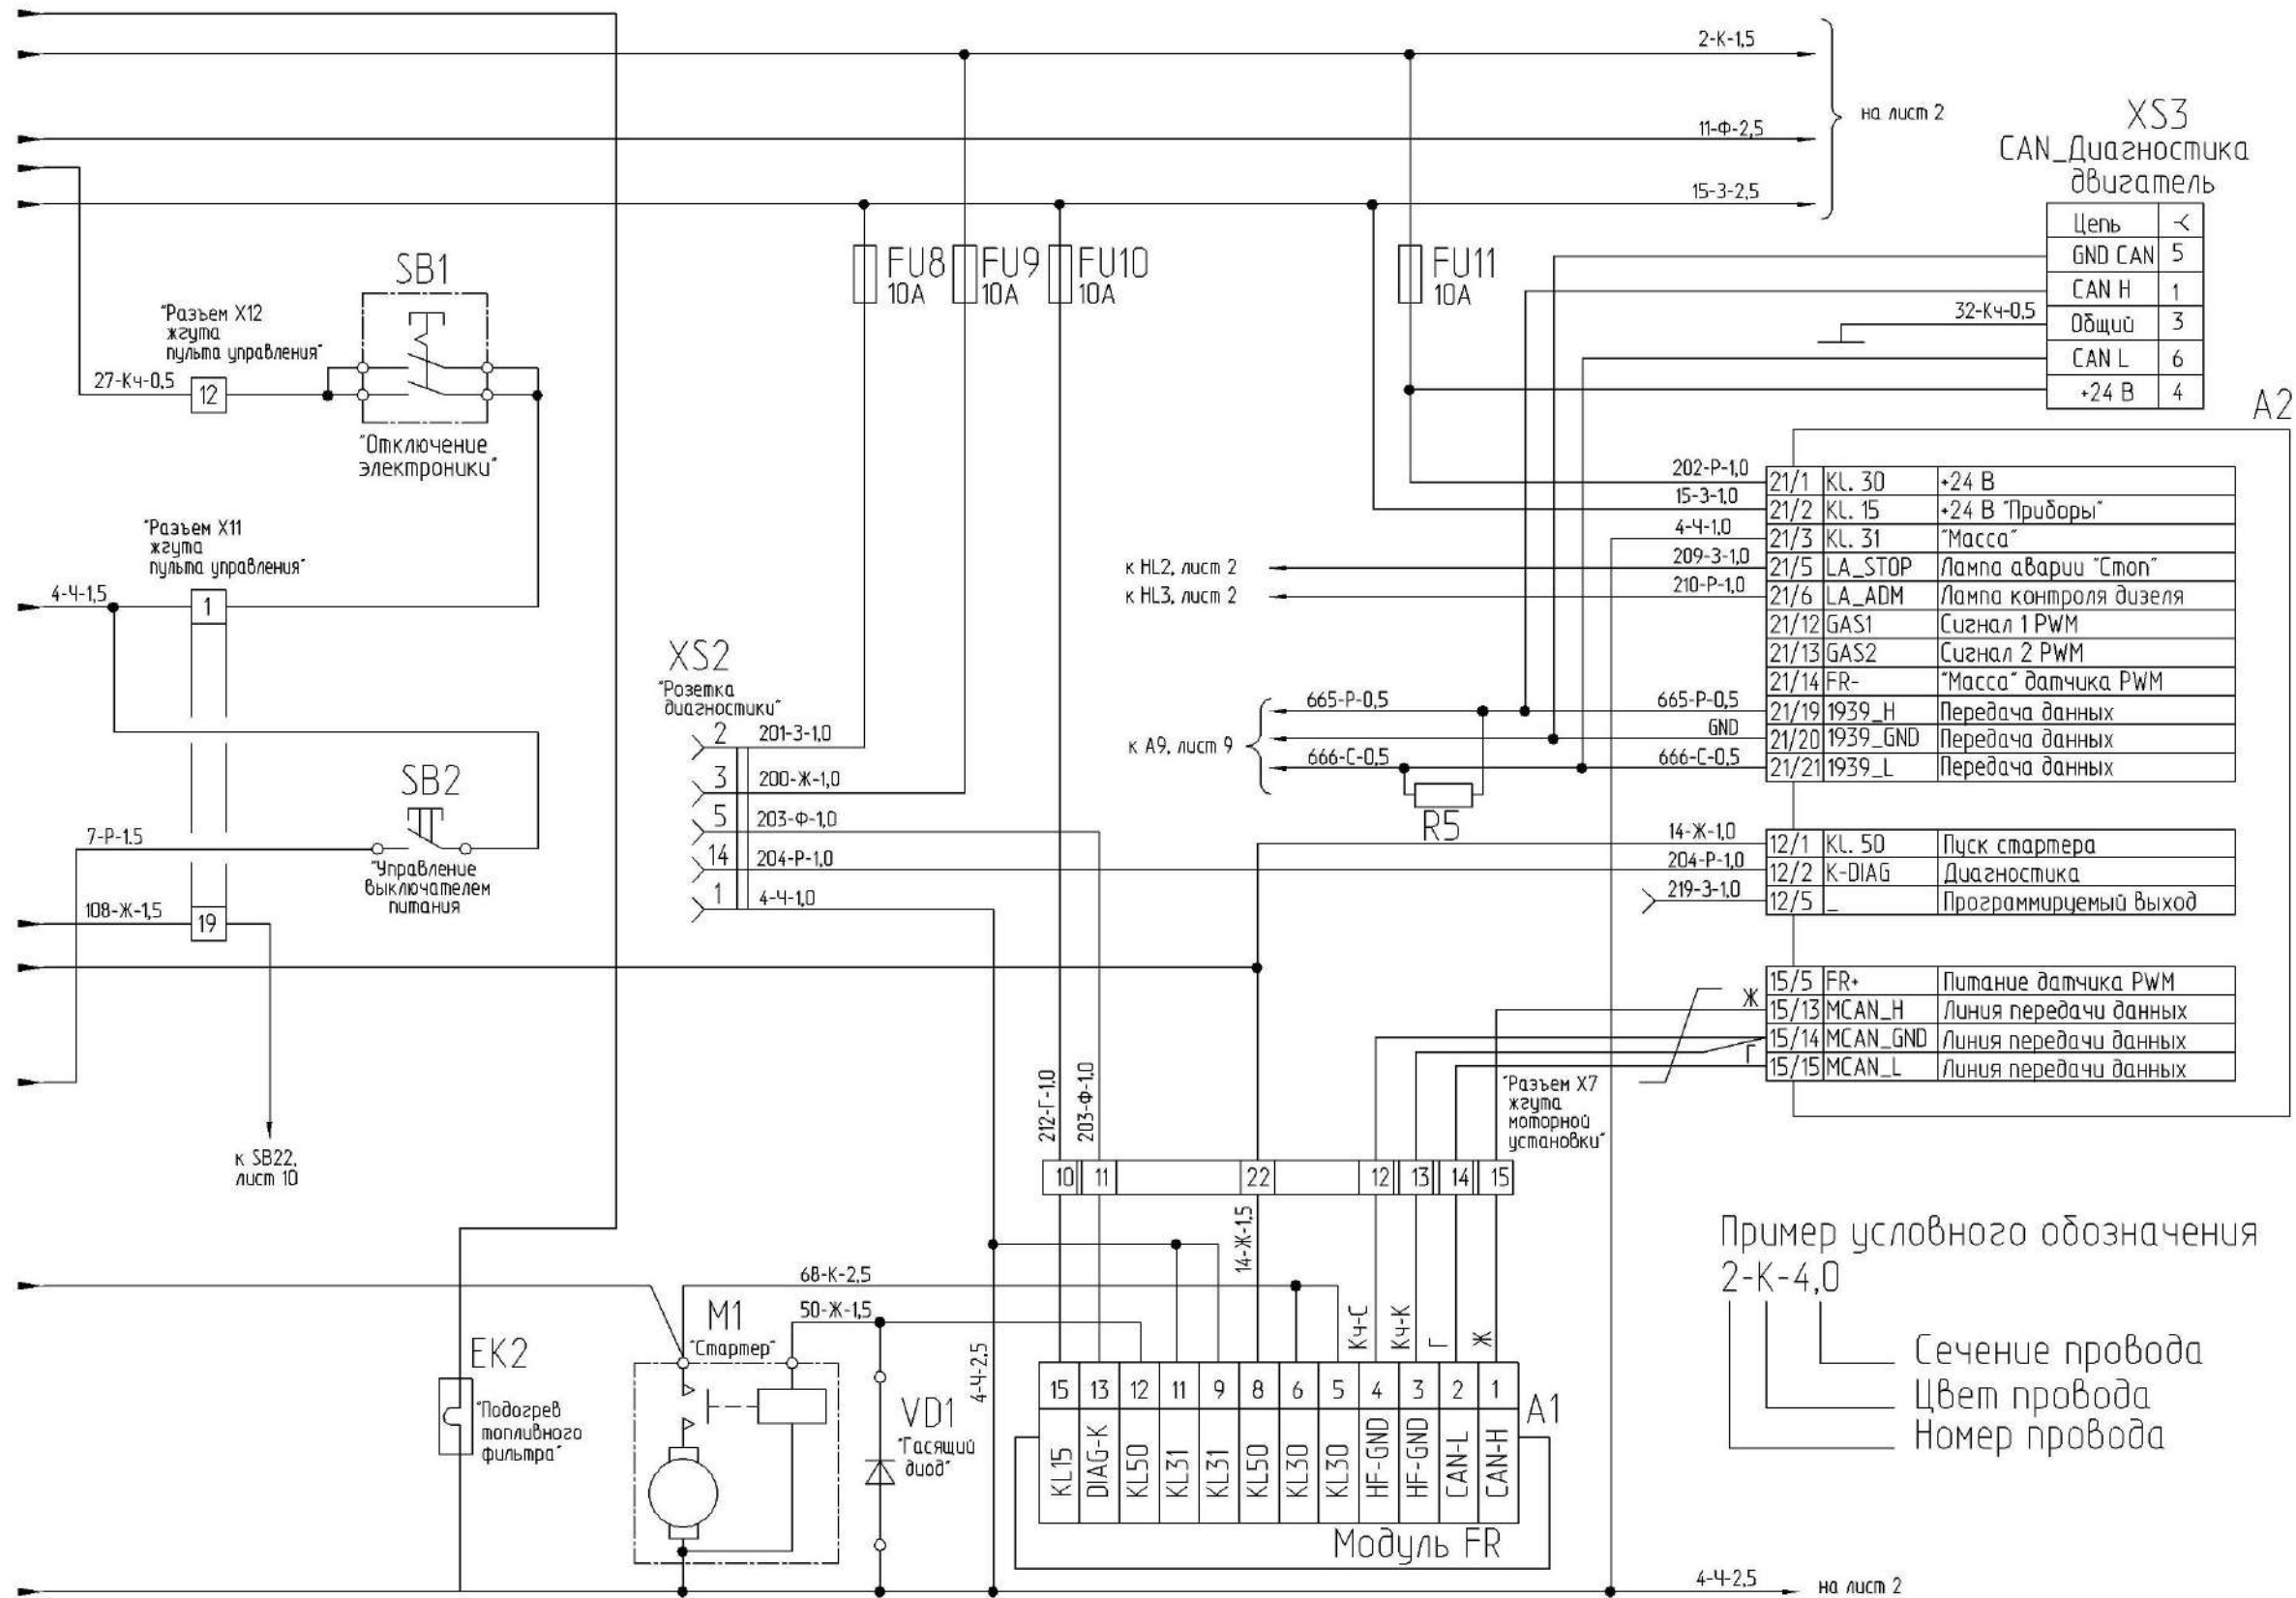 2-К-1,5
11-Ф-2,5
15-З-2,5
на лист 2
XS3
CAN_Диагностика
двигатель
Цепь
GND CAN 5
CAN H 1
32-Кч-0,5
Общий 3
CAN L 6
+24 В 4
SB1
"Разъем Х12
жгута
пульта управления"
27-Кч-0,5
12
"Отключение
электроники"
FU8
10А
FU9
10А
FU10
10А
FU11
10А
А2
202-Р-1,0 21/1 KL. 30 +24 В
15-З-1,0 21/2 KL. 15 +24 В "Приборы"
4-Ч-1,0 21/3 KL. 31 "Масса"
209-З-1,0 21/5 LA_STOP Лампа аварии "Стоп"
210-Р-1,0 21/6 LA_ADM Лампа контроля дизеля
21/12 GAS1 Сигнал 1 PWM
21/13 GAS2 Сигнал 2 PWM
21/14 FR- "Масса" датчика PWM
665-Р-0,5 665-Р-0,5 21/19 1939_H Передача данных
GND 21/20 1939_GND Передача данных
666-С-0,5 666-С-0,5 21/21 1939_L Передача данных
к HL2, лист 2
к HL3, лист 2
к А9, лист 9
R5
"Разъем Х11
жгута
пульта управления"
4-Ч-1,5
1
XS2
"Розетка
диагностики"
2 201-З-1,0
3 200-Ж-1,0
5 203-Ф-1,0
14 204-Р-1,0
1 4-Ч-1,0
SB2
7-Р-1.5
"Управление
выключателем
питания
108-Ж-1,5
19
к SB22,
лист 10
14-Ж-1,0 12/1 KL. 50 Пуск стартера
204-Р-1,0 12/2 K-DIAG Диагностика
219-З-1,0 12/5 _ Программируемый выход
15/5 FR+ Питание датчика PWM
Ж 15/13 MCAN_H Линия передачи данных
15/14 MCAN_GND Линия передачи данных
Г 15/15 MCAN_L Линия передачи данных
"Разъем Х7
жгута
моторной
установки"
212-Г-1.0
203-Ф-1.0
10 11 22 12 13 14 15
14-Ж-1.5
Кч-С
Кч-К
Г
Ж
68-К-2,5
50-Ж-1,5
М1
"Стартер"
ЕК2
"Подогрев
топливного
фильтра"
VD1
"Гасящий
диод"
4-Ч-2,5
15 13 12 11 9 8 6 5 4 3 2 1
KL15 DIAG-K KL50 KL31 KL31 KL50 KL30 KL30 HF-GND HF-GND CAN-L CAN-H
А1
Модуль FR
Пример условного обозначения
2-К-4,0
Сечение провода
Цвет провода
Номер провода
4-Ч-2,5
на лист 2